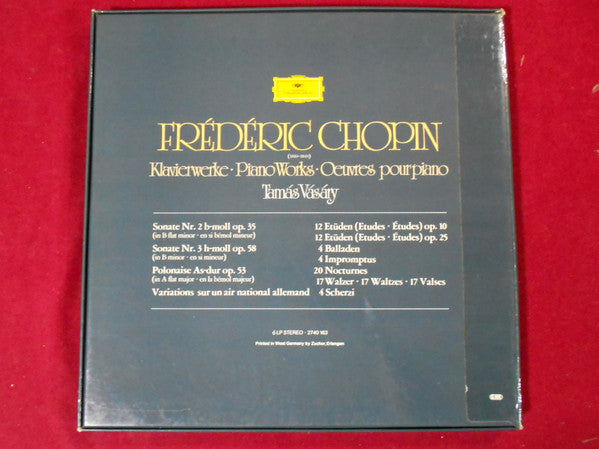 FRÉDÉRIC CHOPIN
(1810-1849)
Klavierwerke · Piano Works · Oeuvres pour piano
Tamás Vásáry
Sonate Nr. 2 b-moll op. 35
(in B flat minor · en si bémol mineur)
Sonate Nr. 3 h-moll op. 58
(in B minor · en si mineur)
Polonaise As-dur op. 53
(in A flat major · en la bémol majeur)
Variations sur un air national allemand
12 Etüden (Etudes · Études) op. 10
12 Etüden (Etudes · Études) op. 25
4 Balladen
4 Impromptus
20 Nocturnes
17 Walzer · 17 Waltzes · 17 Valses
4 Scherzi
6 LP STEREO · 2740 163
Printed in West Germany by Zucker, Erlangen